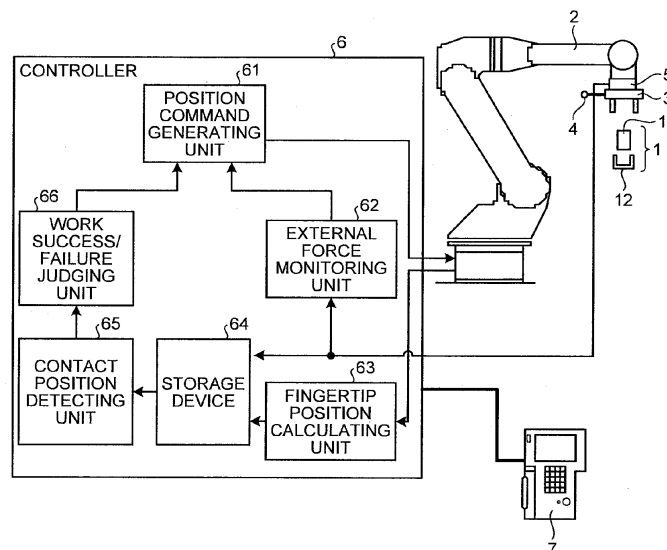 6
2
CONTROLLER
61
POSITION
COMMAND
GENERATING
UNIT
5
3
4
1
1
12
66
WORK
SUCCESS/
FAILURE
JUDGING
UNIT
62
EXTERNAL
FORCE
MONITORING
UNIT
65
CONTACT
POSITION
DETECTING
UNIT
64
STORAGE
DEVICE
63
FINGERTIP
POSITION
CALCULATING
UNIT
7